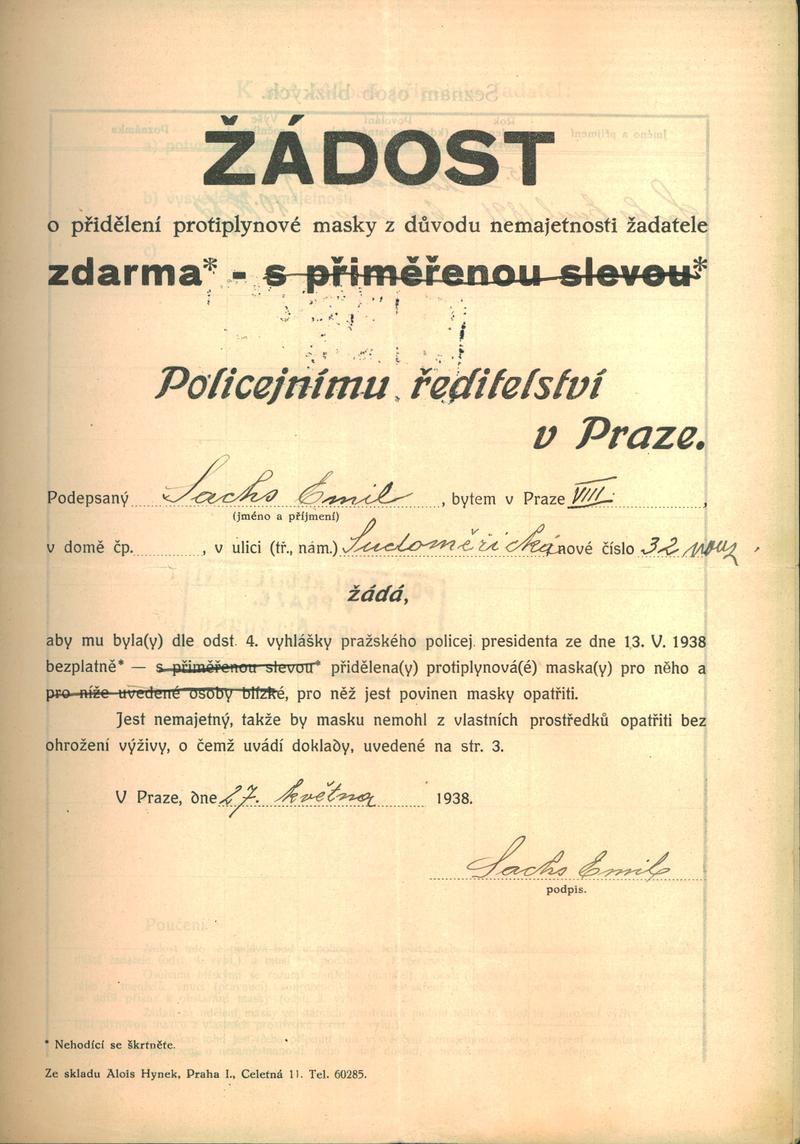 ŽÁDOST
o přidělení protiplynové masky z důvodu nemajetnosti žadatele
zdarma* - s přiměřenou slevou*
Policejnímu ředitelství
v Praze.
Podepsaný Sachs Emil, bytem v Praze VIII.,
(jméno a příjmení)
v domě čp. , v ulici (tř., nám.) Sudoměřická, nové číslo 32
žádá,
aby mu byla(y) dle odst. 4. vyhlášky pražského policej. presidenta ze dne 13. V. 1938
bezplatně* — s přiměřenou slevou* přidělena(y) protiplynová(é) maska(y) pro něho a
pro níže uvedené osoby blízké, pro něž jest povinen masky opatřiti.
Jest nemajetný, takže by masku nemohl z vlastních prostředků opatřiti bez
ohrožení výživy, o čemž uvádí doklady, uvedené na str. 3.
V Praze, dne 27. května 1938.
Sachs Emil
podpis.
* Nehodící se škrtněte.
Ze skladu Alois Hynek, Praha I., Celetná 11. Tel. 60285.